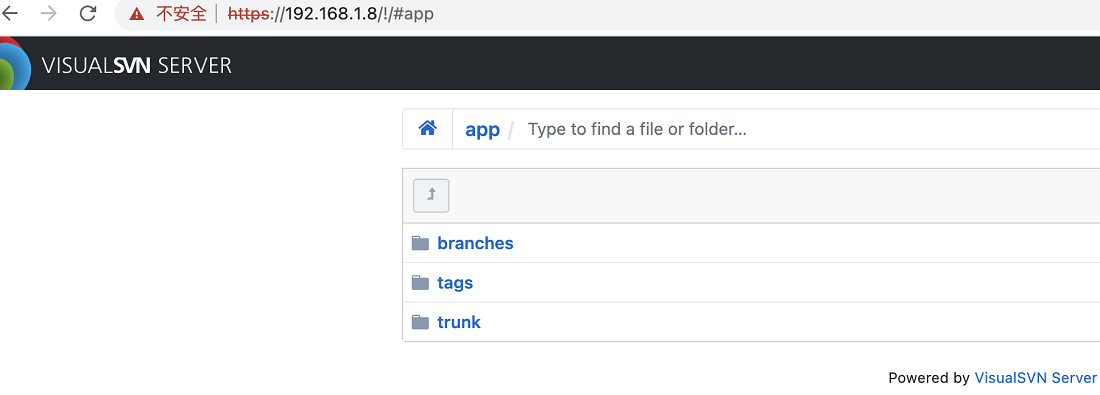 不安全 https://192.168.1.8/!/#app
VISUALSVN SERVER
app / Type to find a file or folder...
branches
tags
trunk
Powered by VisualSVN Server